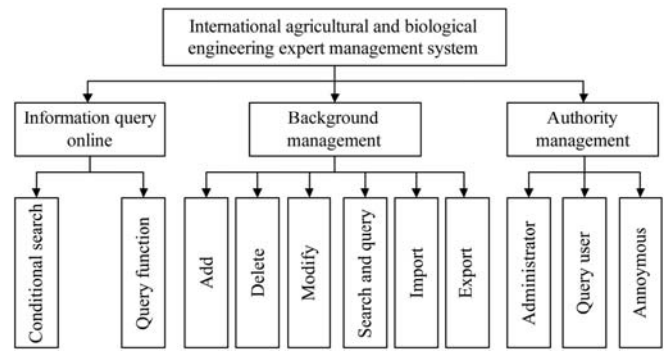 International agricultural and biological
engineering expert management system
Information query
online
Background
management
Authority
management
Conditional search
Query function
Add
Delete
Modify
Search and query
Import
Export
Administrator
Query user
Annoymous